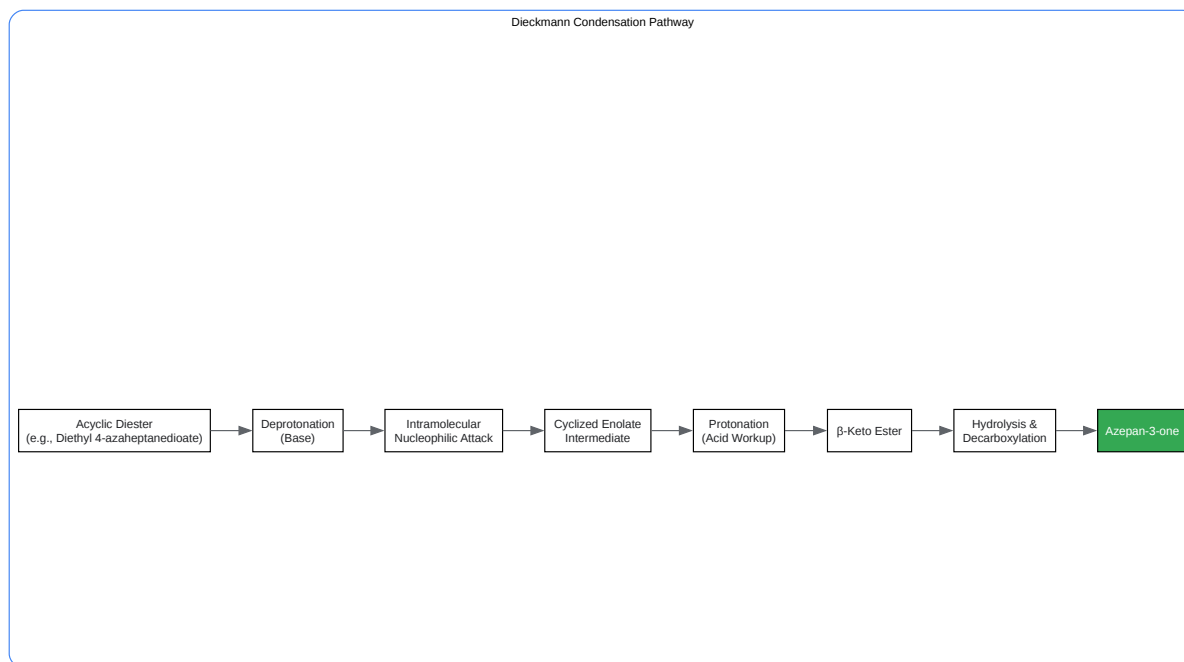 Dieckmann Condensation Pathway
Acyclic Diester
(e.g., Diethyl 4-azaheptanedioate)
Deprotonation
(Base)
Intramolecular
Nucleophilic Attack
Cyclized Enolate
Intermediate
Protonation
(Acid Workup)
β-Keto Ester
Hydrolysis &
Decarboxylation
Azepan-3-one